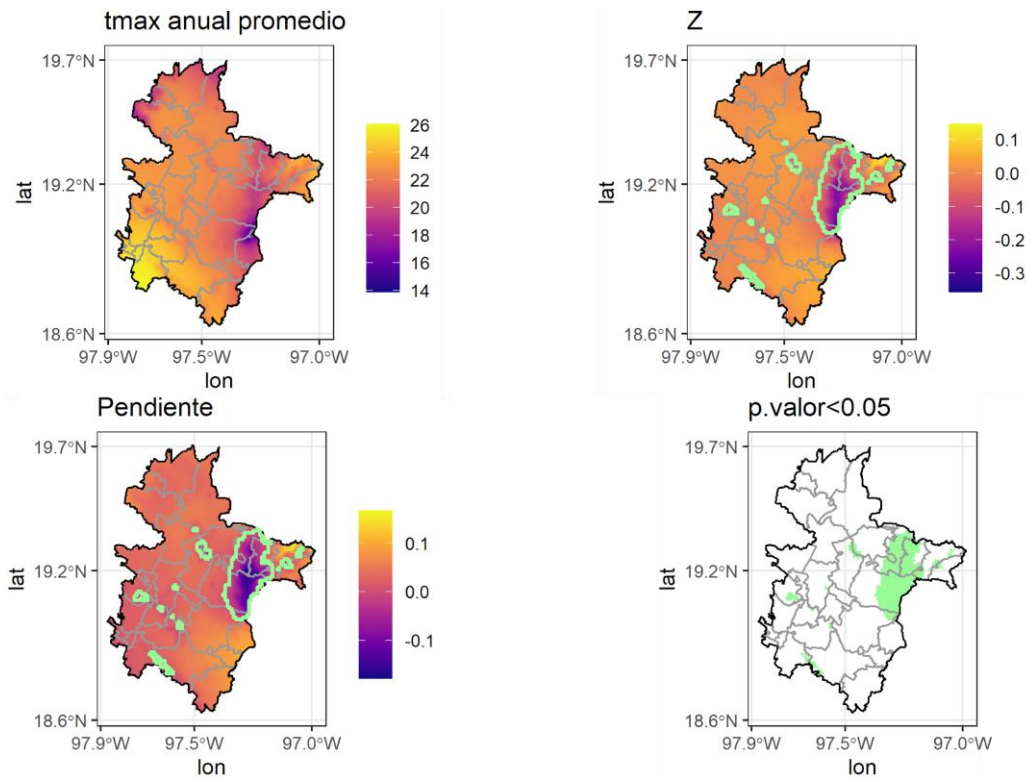 tmax anual promedio
19.7°N
19.2°N
18.6°N
lat
97.9°W 97.5°W 97.0°W
lon
26
24
22
20
18
16
14
Z
19.7°N
19.2°N
18.6°N
lat
97.9°W 97.5°W 97.0°W
lon
0.1
0.0
-0.1
-0.2
-0.3
Pendiente
19.7°N
19.2°N
18.6°N
lat
97.9°W 97.5°W 97.0°W
lon
0.1
0.0
-0.1
p.valor<0.05
19.7°N
19.2°N
18.6°N
lat
97.9°W 97.5°W 97.0°W
lon